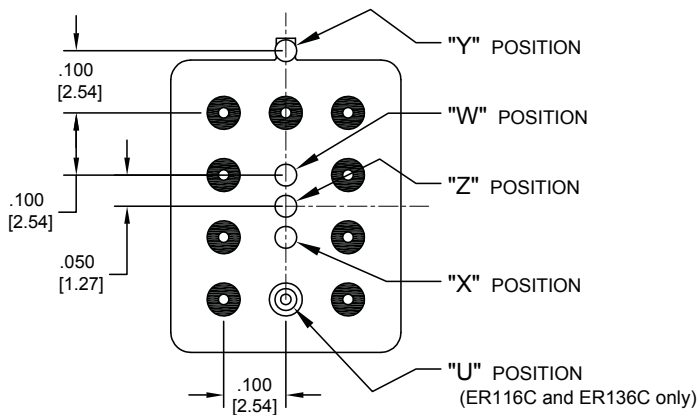 "Y" POSITION
.100
[2.54]
"W" POSITION
"Z" POSITION
.100
[2.54]
.050
[1.27]
"X" POSITION
"U" POSITION
(ER116C and ER136C only)
.100
[2.54]